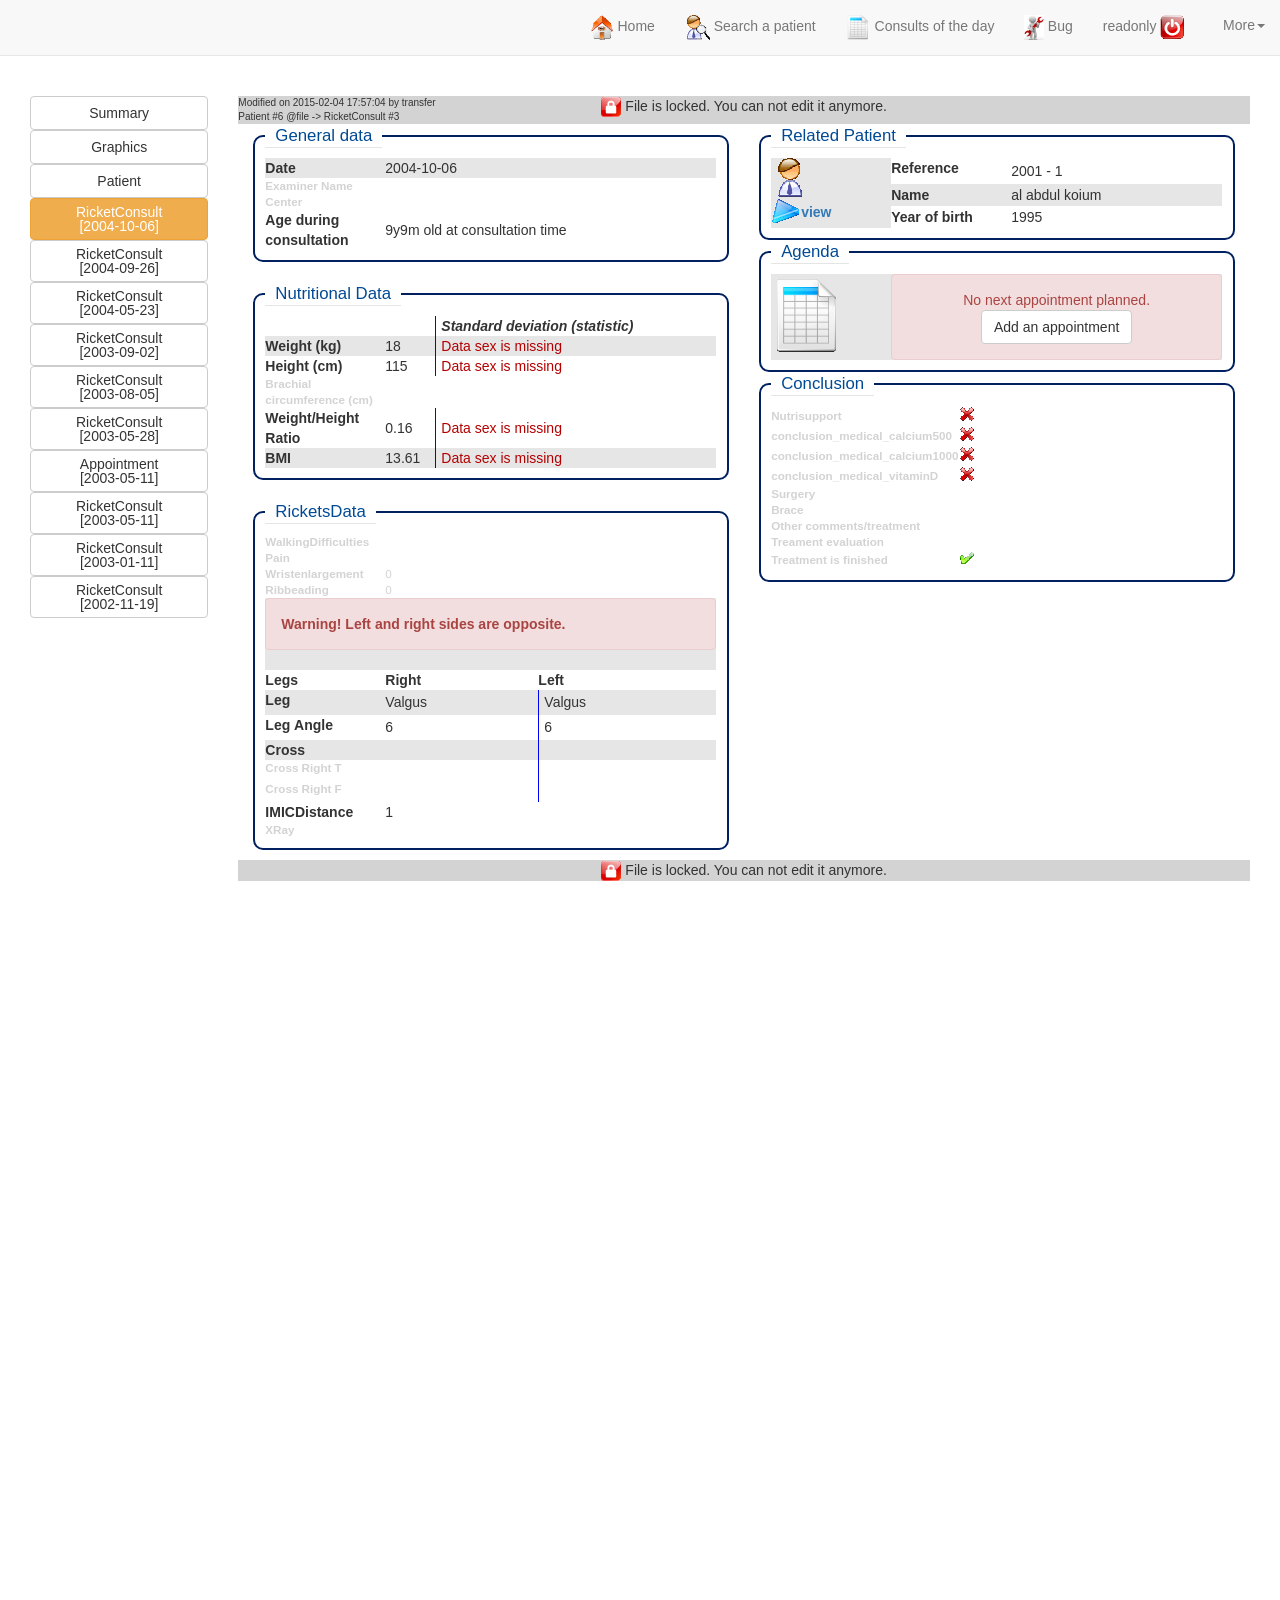 Home Search a patient Consults of the day Bug readonly More
Summary
Graphics
Patient
RicketConsult
[2004-10-06]
RicketConsult
[2004-09-26]
RicketConsult
[2004-05-23]
RicketConsult
[2003-09-02]
RicketConsult
[2003-08-05]
RicketConsult
[2003-05-28]
Appointment
[2003-05-11]
RicketConsult
[2003-05-11]
RicketConsult
[2003-01-11]
RicketConsult
[2002-11-19]
Modified on 2015-02-04 17:57:04 by transfer
Patient #6 @file -> RicketConsult #3
File is locked. You can not edit it anymore.
General data
Date 2004-10-06
Examiner Name
Center
Age during
consultation 9y9m old at consultation time
Nutritional Data
Standard deviation (statistic)
Weight (kg) 18 Data sex is missing
Height (cm) 115 Data sex is missing
Brachial
circumference (cm)
Weight/Height
Ratio 0.16 Data sex is missing
BMI 13.61 Data sex is missing
RicketsData
WalkingDifficulties
Pain
Wristenlargement 0
Ribbeading 0
Warning! Left and right sides are opposite.
Legs Right Left
Leg Valgus Valgus
Leg Angle 6 6
Cross
Cross Right T
Cross Right F
IMICDistance 1
XRay
Related Patient
view
Reference 2001 - 1
Name al abdul koium
Year of birth 1995
Agenda
No next appointment planned.
Add an appointment
Conclusion
Nutrisupport
conclusion_medical_calcium500
conclusion_medical_calcium1000
conclusion_medical_vitaminD
Surgery
Brace
Other comments/treatment
Treament evaluation
Treatment is finished
File is locked. You can not edit it anymore.